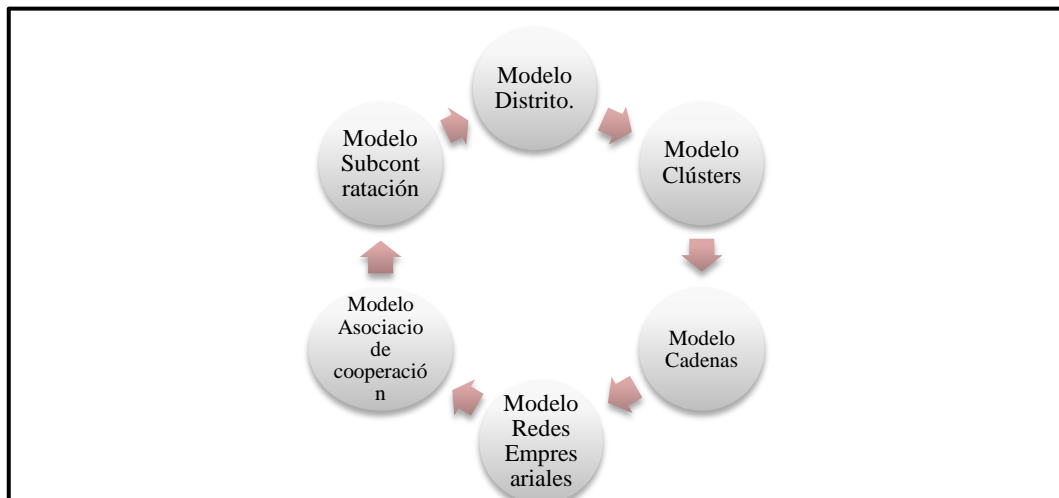 Modelo
Distrito.
Modelo
Clústers
Modelo
Cadenas
Modelo
Redes
Empres
ariales
Modelo
Asociacio
de
cooperació
n
Modelo
Subcont
ratación